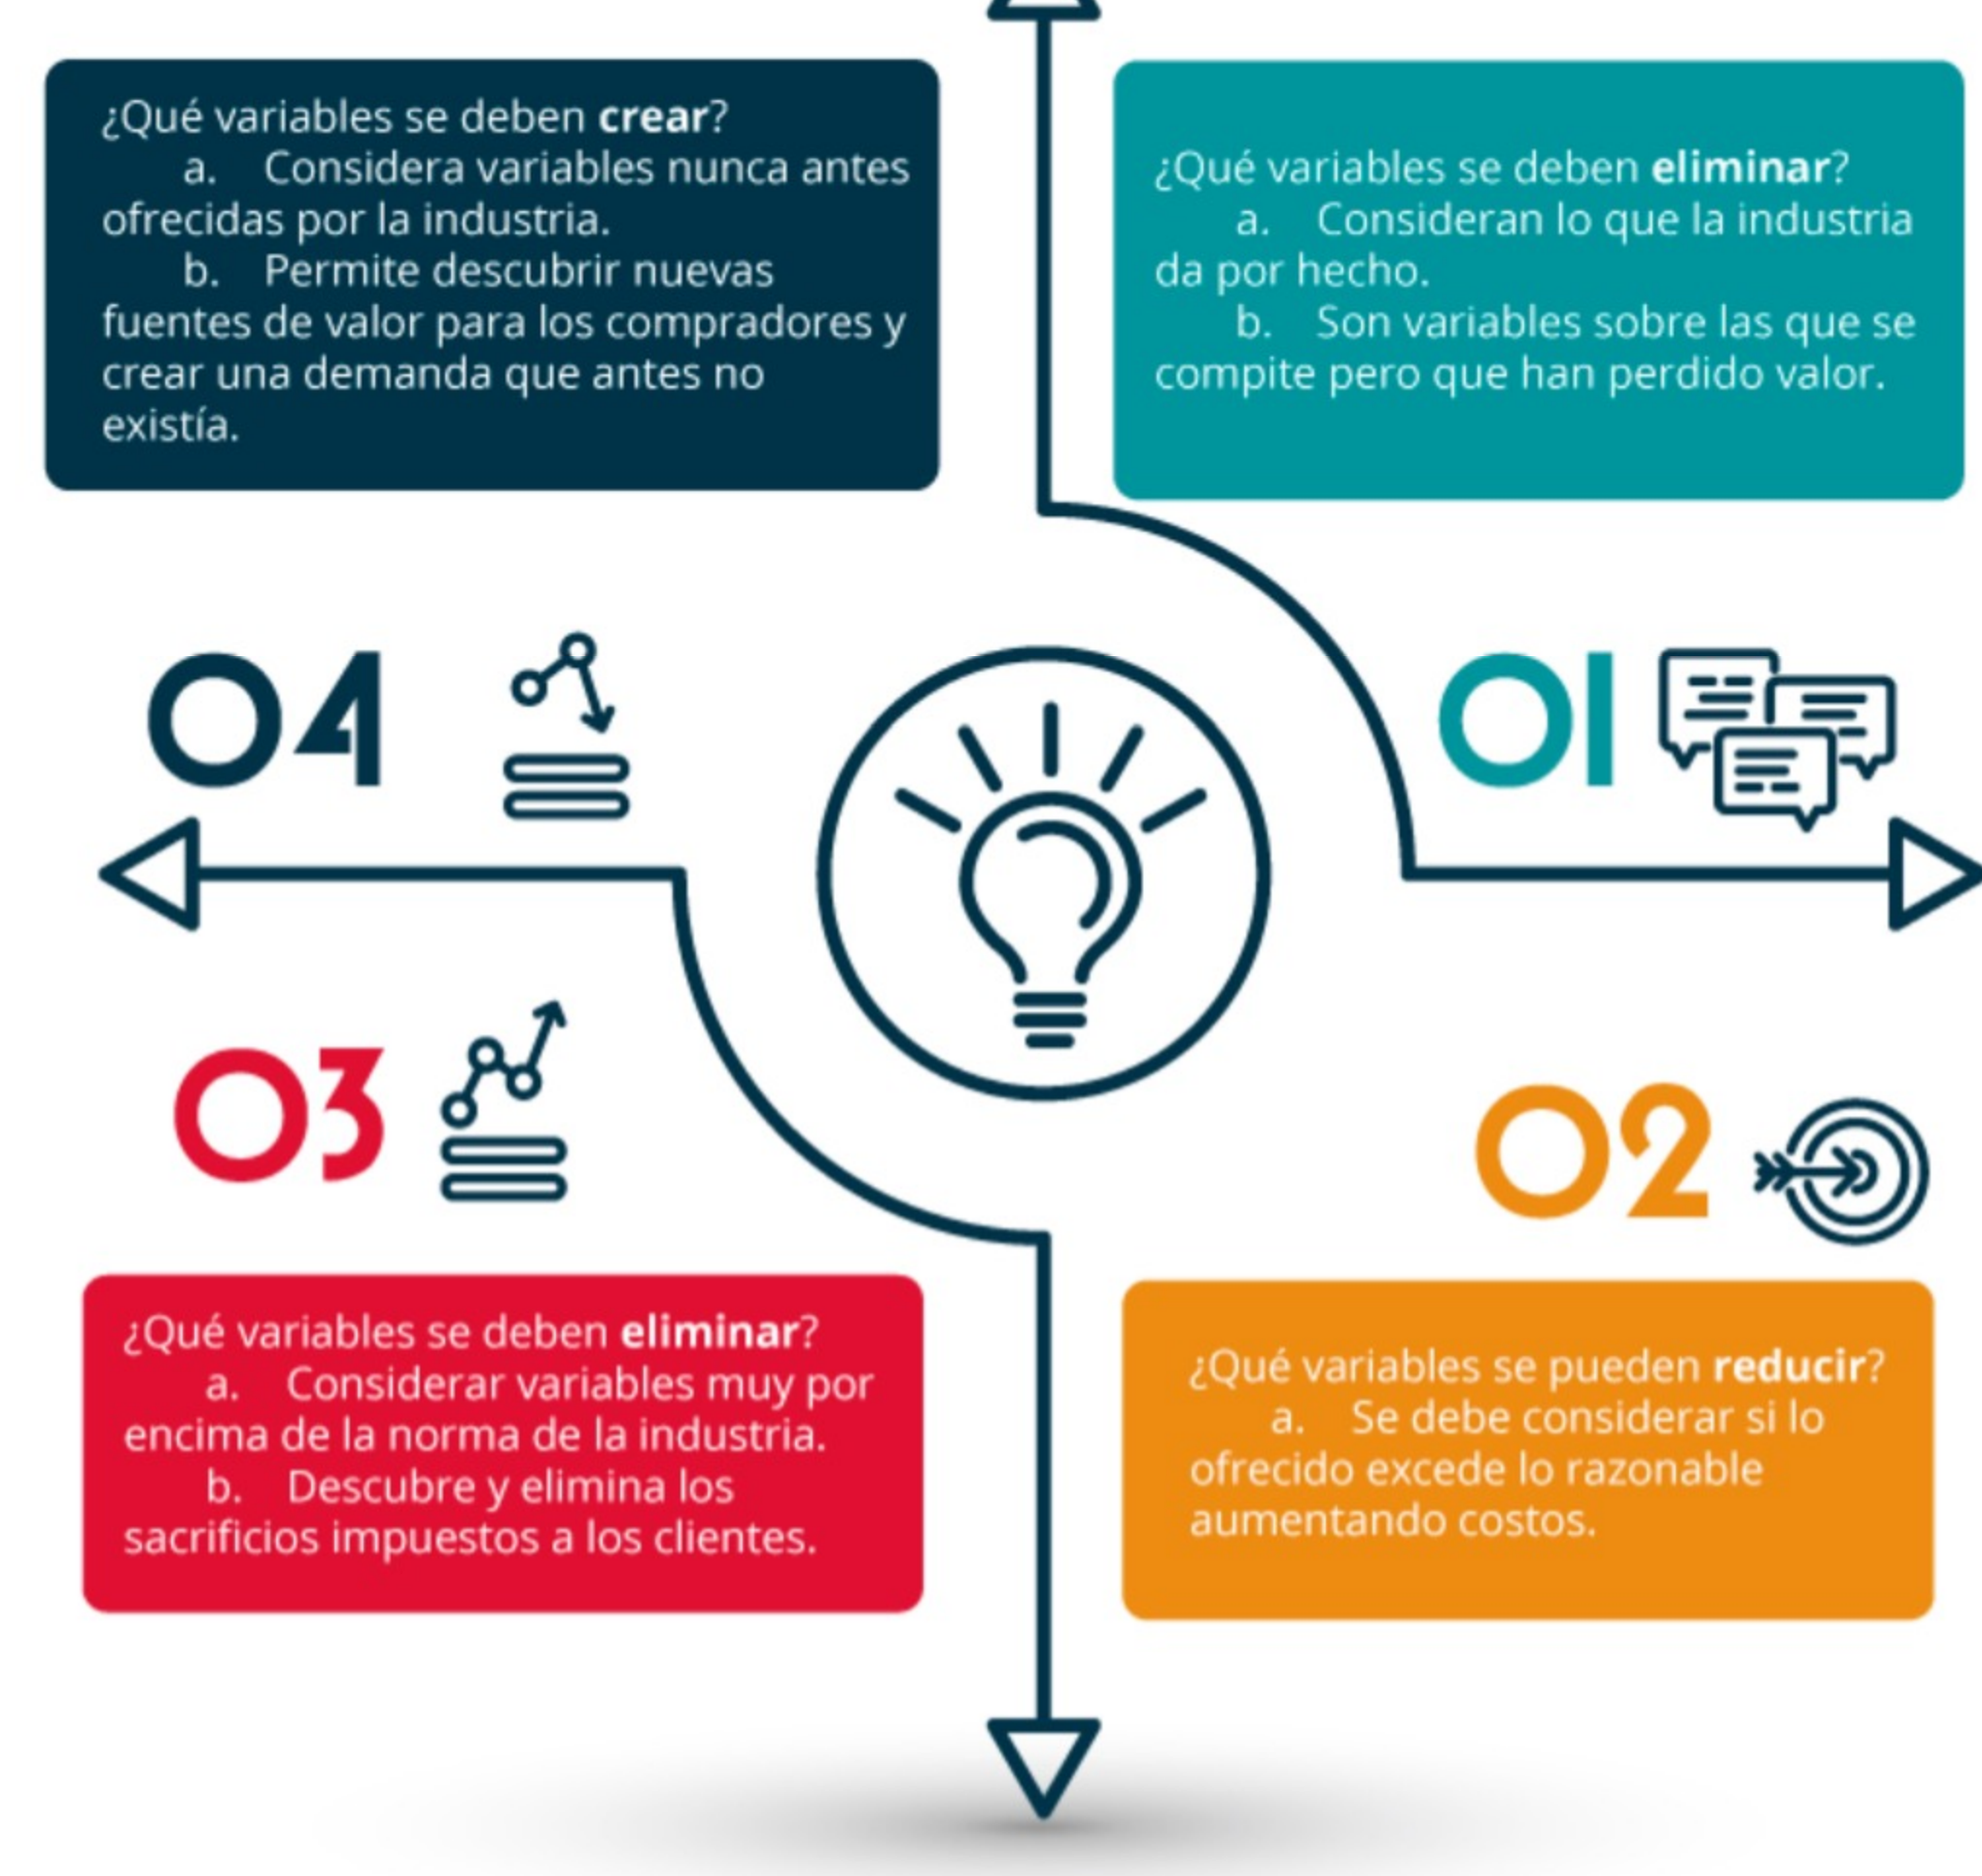 ¿Qué variables se deben crear?
a. Considera variables nunca antes
ofrecidas por la industria.
b. Permite descubrir nuevas
fuentes de valor para los compradores y
crear una demanda que antes no
existía.
¿Qué variables se deben eliminar?
a. Consideran lo que la industria
da por hecho.
b. Son variables sobre las que se
compite pero que han perdido valor.
04
01
03
02
¿Qué variables se deben eliminar?
a. Considerar variables muy por
encima de la norma de la industria.
b. Descubre y elimina los
sacrificios impuestos a los clientes.
¿Qué variables se pueden reducir?
a. Se debe considerar si lo
ofrecido excede lo razonable
aumentando costos.